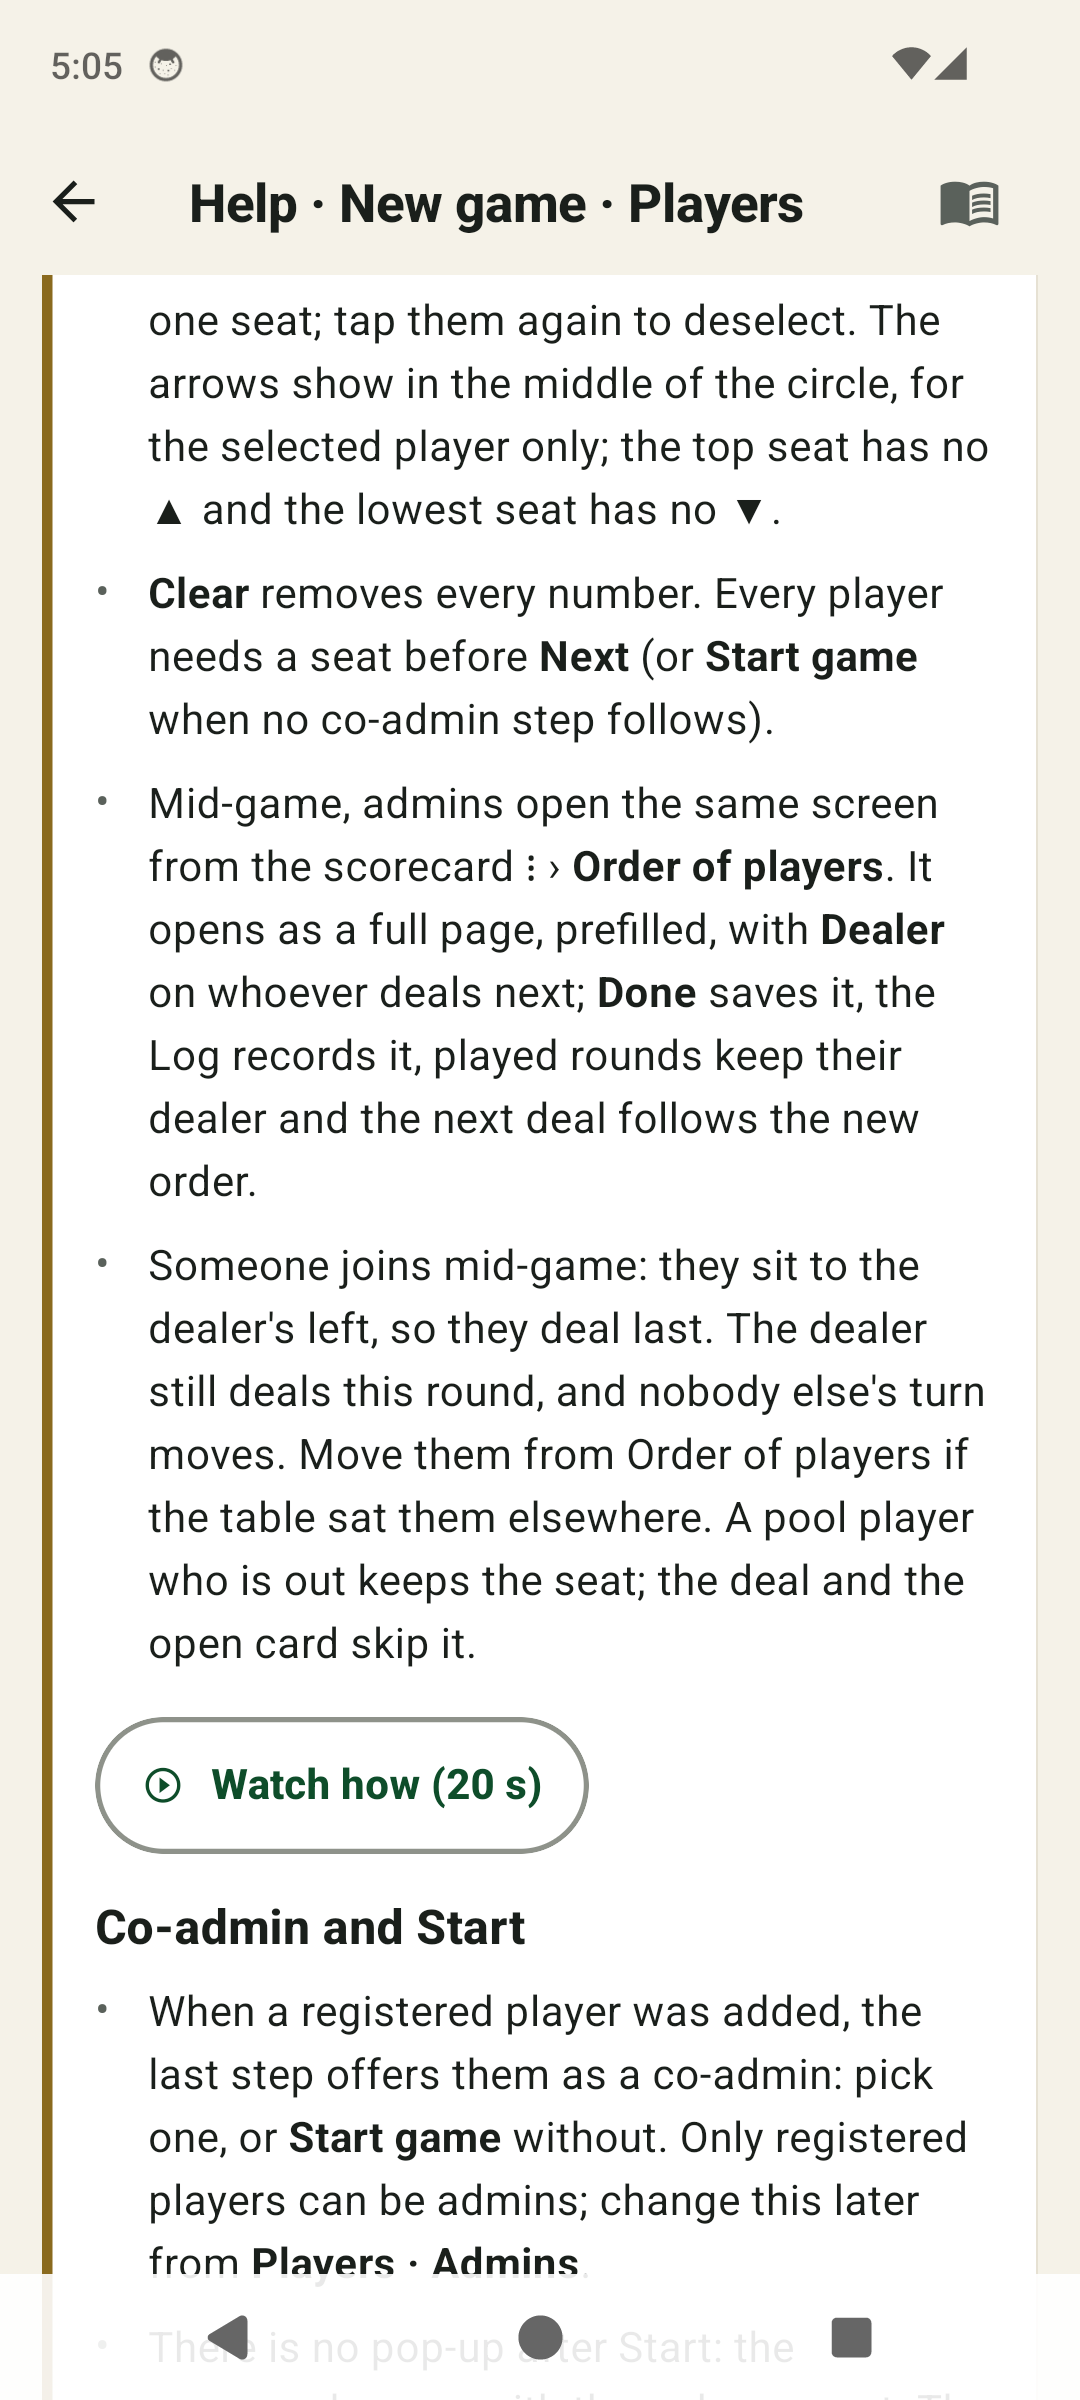 5:05
Help · New game · Players
one seat; tap them again to deselect. The
arrows show in the middle of the circle, for
the selected player only; the top seat has no
▲ and the lowest seat has no ▼.
• Clear removes every number. Every player
needs a seat before Next (or Start game
when no co-admin step follows).
• Mid-game, admins open the same screen
from the scorecard ⋮ › Order of players. It
opens as a full page, prefilled, with Dealer
on whoever deals next; Done saves it, the
Log records it, played rounds keep their
dealer and the next deal follows the new
order.
• Someone joins mid-game: they sit to the
dealer's left, so they deal last. The dealer
still deals this round, and nobody else's turn
moves. Move them from Order of players if
the table sat them elsewhere. A pool player
who is out keeps the seat; the deal and the
open card skip it.
Watch how (20 s)
Co-admin and Start
• When a registered player was added, the
last step offers them as a co-admin: pick
one, or Start game without. Only registered
players can be admins; change this later
from Players · Admins.
• There is no pop-up after Start: the